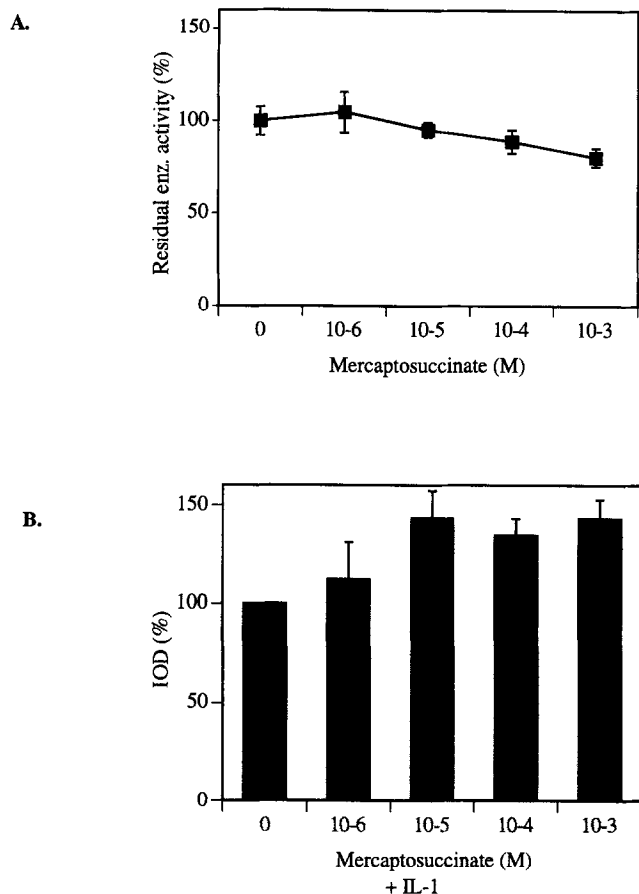 A.
Residual enz. activity (%)
150
100
50
0
0 10-6 10-5 10-4 10-3
Mercaptosuccinate (M)
B.
IOD (%)
150
100
50
0
0 10-6 10-5 10-4 10-3
Mercaptosuccinate (M)
+ IL-1